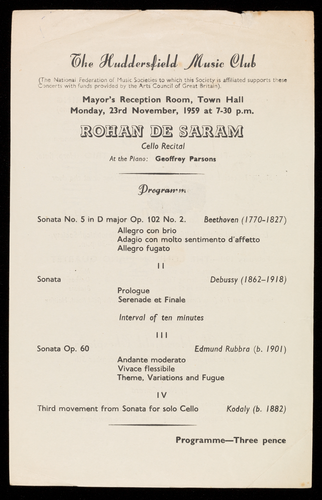 The Huddersfield Music Club
(The National Federation of Music Societies to which this Society is affiliated supports these
Concerts with funds provided by the Arts Council of Great Britain).
Mayor's Reception Room, Town Hall
Monday, 23rd November, 1959 at 7-30 p.m.
ROHAN DE SARAM
Cello Recital
At the Piano: Geoffrey Parsons
Programm
Sonata No. 5 in D major Op. 102 No. 2. Beethoven (1770-1827)
Allegro con brio
Adagio con molto sentimento d'affetto
Allegro fugato
II
Sonata Debussy (1862-1918)
Prologue
Serenade et Finale
Interval of ten minutes
III
Sonata Op. 60 Edmund Rubbra (b. 1901)
Andante moderato
Vivace flessibile
Theme, Variations and Fugue
IV
Third movement from Sonata for solo Cello Kodaly (b. 1882)
Programme—Three pence